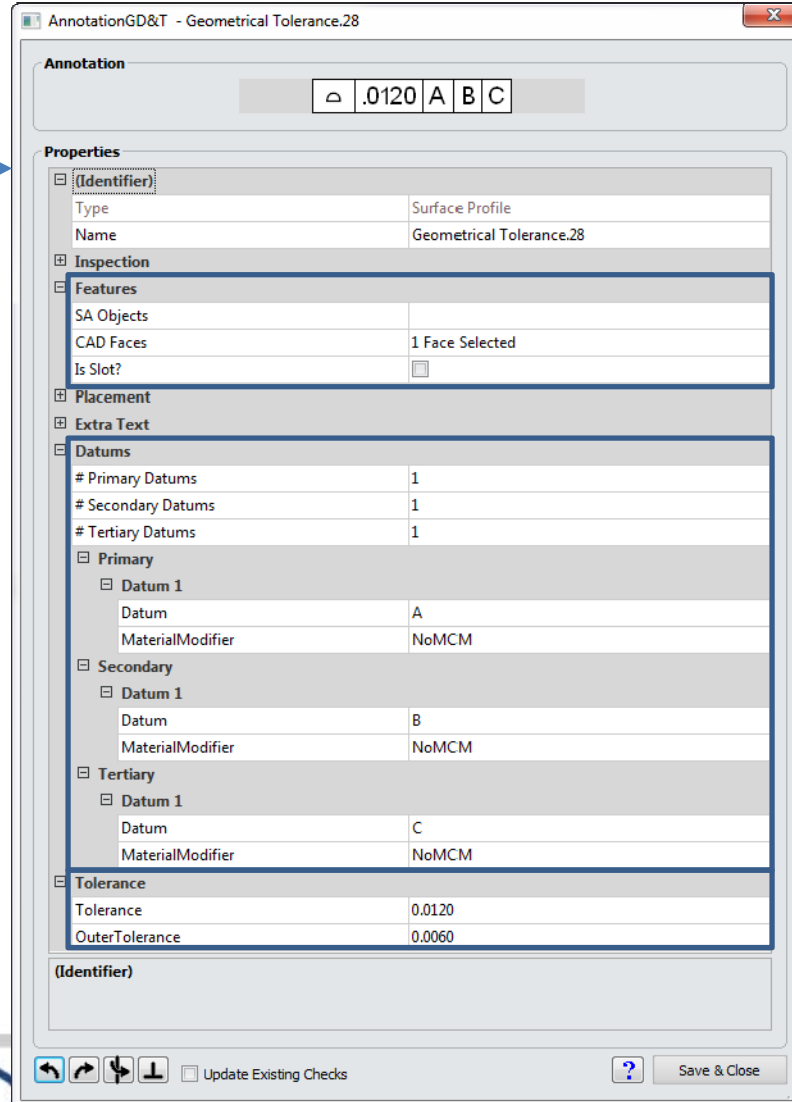 AnnotationGD&T - Geometrical Tolerance.28
Annotation
⌓ .0120 A B C
Properties
(Identifier)
Type Surface Profile
Name Geometrical Tolerance.28
Inspection
Features
SA Objects
CAD Faces 1 Face Selected
Is Slot?
Placement
Extra Text
Datums
# Primary Datums 1
# Secondary Datums 1
# Tertiary Datums 1
Primary
Datum 1
Datum A
MaterialModifier NoMCM
Secondary
Datum 1
Datum B
MaterialModifier NoMCM
Tertiary
Datum 1
Datum C
MaterialModifier NoMCM
Tolerance
Tolerance 0.0120
OuterTolerance 0.0060
(Identifier)
Update Existing Checks ? Save & Close